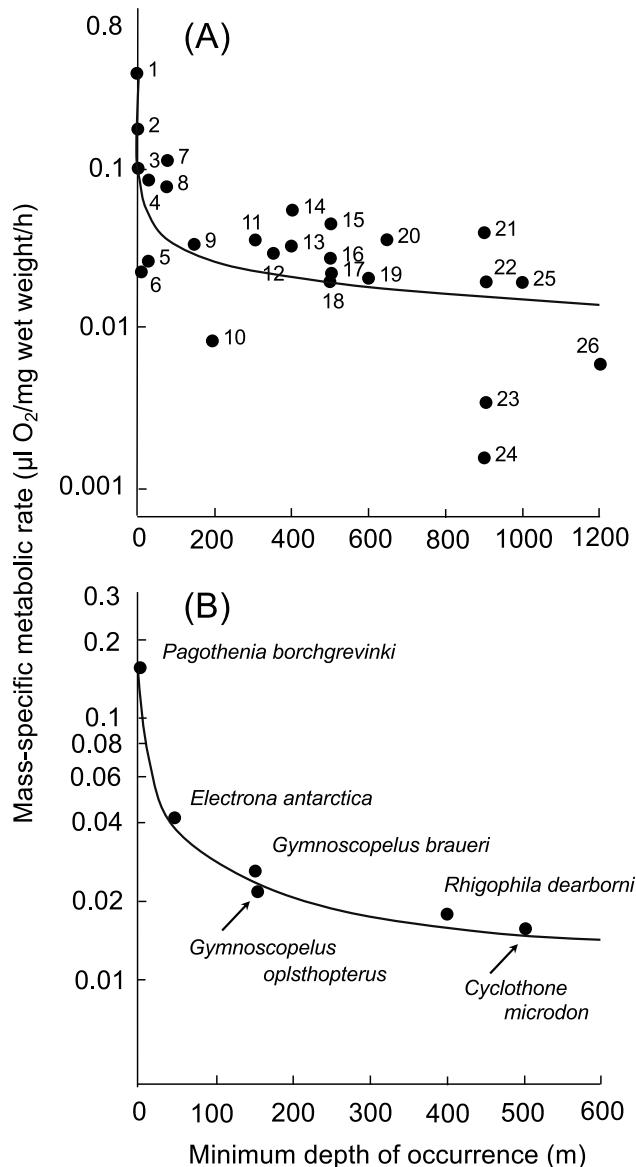 Mass-specific metabolic rate (µl O₂/mg wet weight/h)
(A)
0.8
0.1
0.01
0.001
1
2
3
7
4
8
5
6
9
10
11
12
13
14
15
16
17
18
19
20
21
22
25
26
23
24
0 200 400 600 800 1000 1200
(B)
0.3
0.2
0.1
0.08
0.06
0.04
0.02
0.01
Pagothenia borchgrevinki
Electrona antarctica
Gymnoscopelus braueri
Rhigophila dearborni
Gymnoscopelus
oplsthopterus
Cyclothone
microdon
0 100 200 300 400 500 600
Minimum depth of occurrence (m)